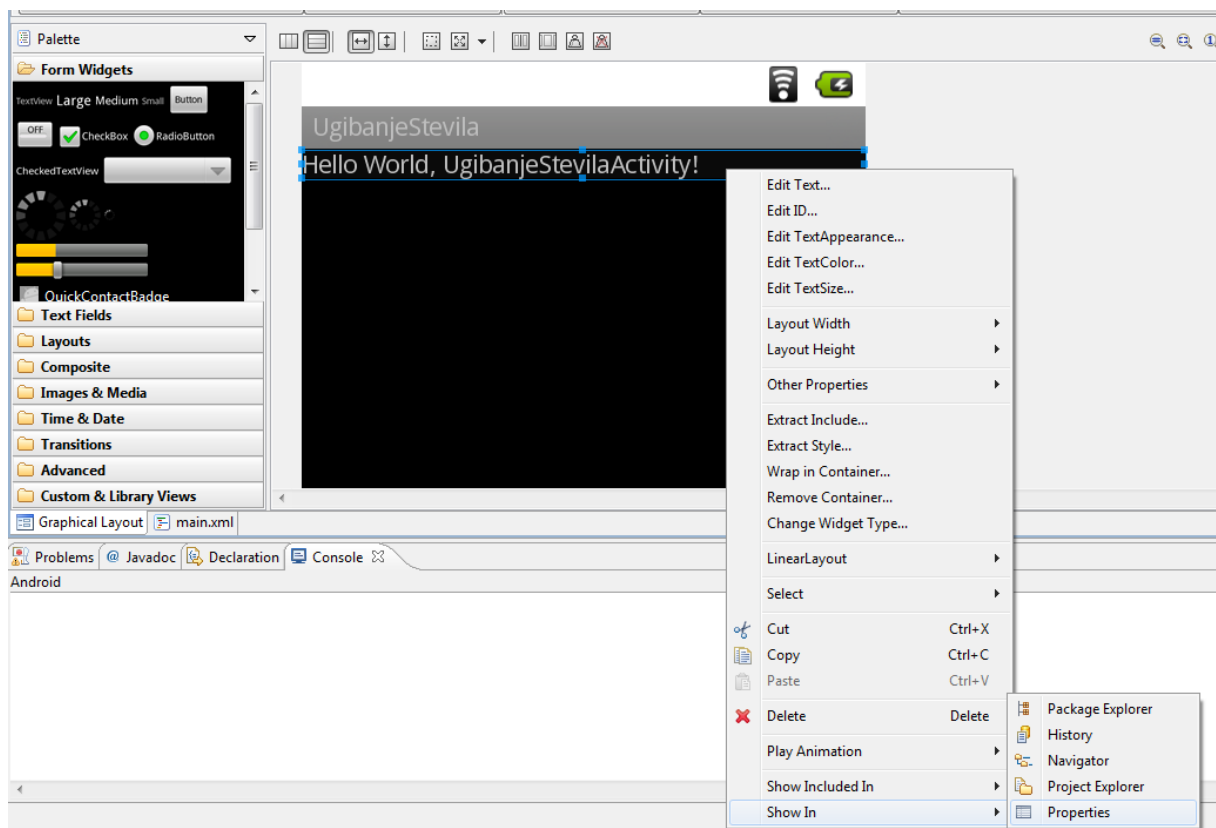 Palette
Form Widgets
TextView Large Medium Small Button
OFF CheckBox RadioButton
CheckedTextView
QuickContactBadge
Text Fields
Layouts
Composite
Images & Media
Time & Date
Transitions
Advanced
Custom & Library Views
Graphical Layout main.xml
UgibanjeStevila
Hello World, UgibanjeStevilaActivity!
Edit Text...
Edit ID...
Edit TextAppearance...
Edit TextColor...
Edit TextSize...
Layout Width
Layout Height
Other Properties
Extract Include...
Extract Style...
Wrap in Container...
Remove Container...
Change Widget Type...
LinearLayout
Select
Cut Ctrl+X
Copy Ctrl+C
Paste Ctrl+V
Delete Delete
Play Animation
Show Included In
Show In
Package Explorer
History
Navigator
Project Explorer
Properties
Problems @ Javadoc Declaration Console
Android